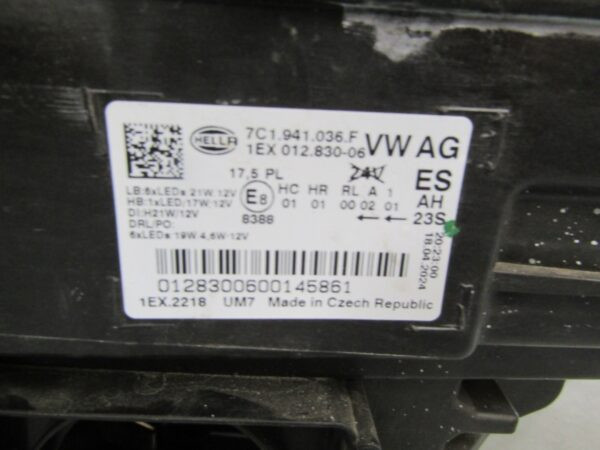 HELLA
7C1.941.036.F
1EX 012.830-06
VW AG
17,5 PL
24V
ES
LB:6xLEDs 21W 12V
HB:1xLED/17W/12V
DI:H21W/12V
DRL/PO:
6xLEDs:19W-4,6W-12V
E8
8388
HC HR RL A 1
01 01 00 02 01
AH
23S
20:23:00
18.04.2024
0128300600145861
1EX.2218 UM7 Made in Czech Republic